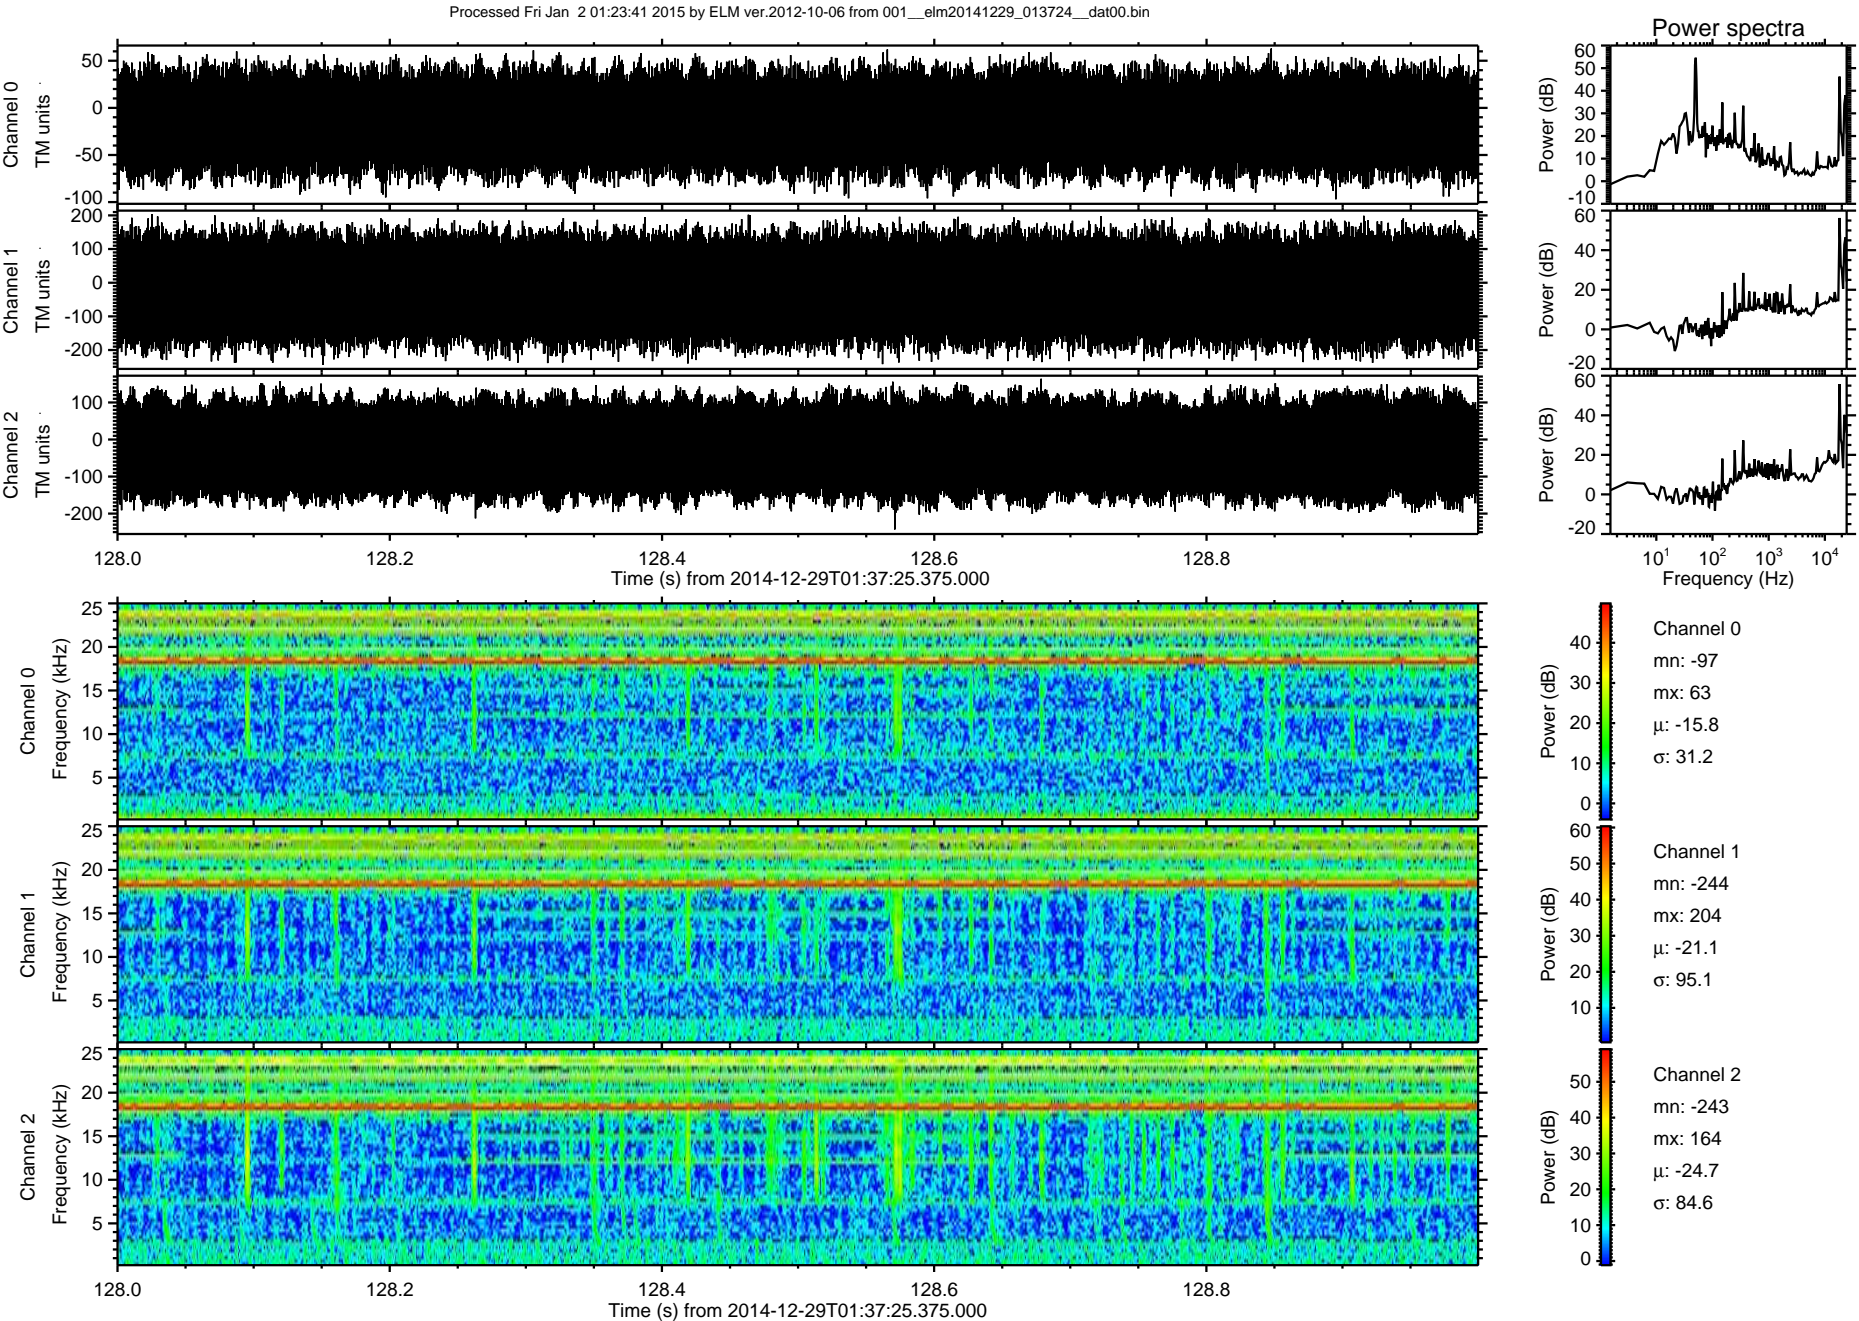 Processed Fri Jan  2 01:23:41 2015 by ELM ver.2012-10-06 from 001__elm20141229_013724__dat00.bin
Power spectra
Channel 0
TM units
50
0
-50
-100
Power (dB)
60
50
40
30
20
10
0
-10
Channel 1
TM units
200
100
0
-100
-200
Power (dB)
60
40
20
0
-20
Channel 2
TM units
100
0
-100
-200
Power (dB)
60
40
20
0
-20
128.0
128.2
128.4
128.6
128.8
Time (s) from 2014-12-29T01:37:25.375.000
10¹
10²
10³
10⁴
Frequency (Hz)
Channel 0
Frequency (kHz)
25
20
15
10
5
Power (dB)
40
30
20
10
0
Channel 0
mn: -97
mx: 63
μ: -15.8
σ: 31.2
Channel 1
Frequency (kHz)
25
20
15
10
5
Power (dB)
60
50
40
30
20
10
Channel 1
mn: -244
mx: 204
μ: -21.1
σ: 95.1
Channel 2
Frequency (kHz)
25
20
15
10
5
Power (dB)
50
40
30
20
10
0
Channel 2
mn: -243
mx: 164
μ: -24.7
σ: 84.6
128.0
128.2
128.4
128.6
128.8
Time (s) from 2014-12-29T01:37:25.375.000